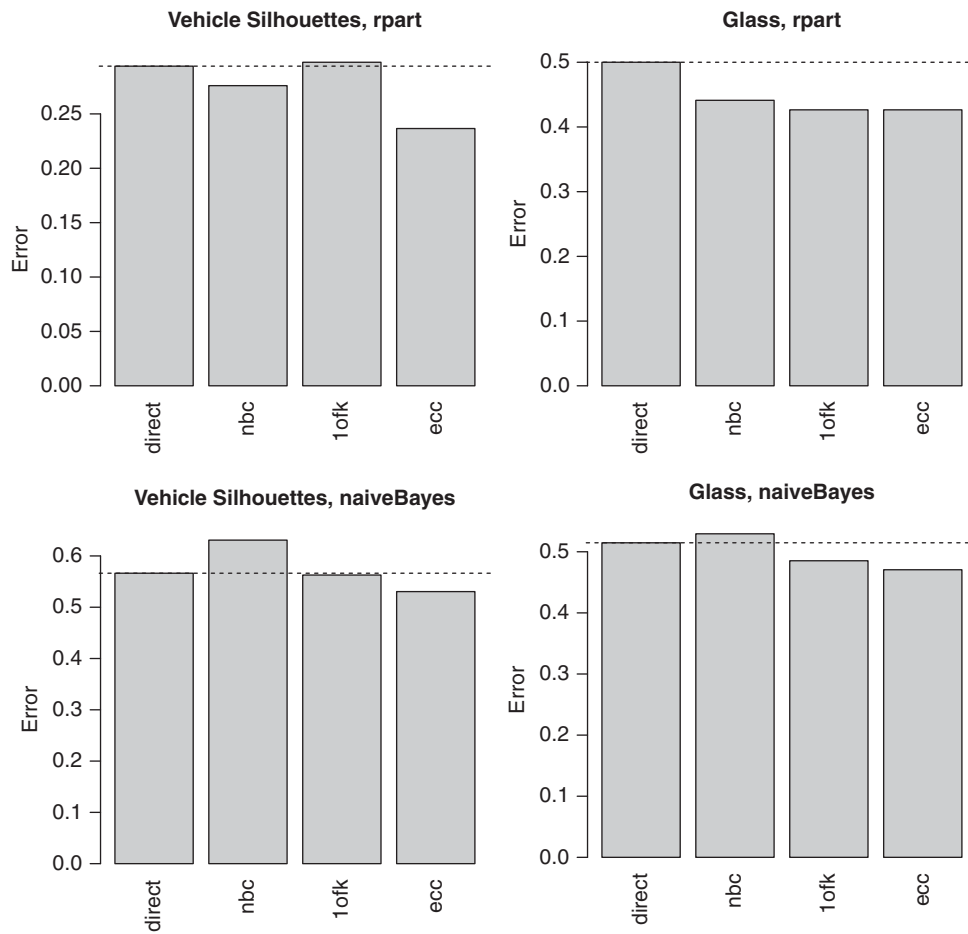 Vehicle Silhouettes, rpart
Error
0.25
0.20
0.15
0.10
0.05
0.00
direct
nbc
1ofk
ecc
Glass, rpart
Error
0.5
0.4
0.3
0.2
0.1
0.0
direct
nbc
1ofk
ecc
Vehicle Silhouettes, naiveBayes
Error
0.6
0.5
0.4
0.3
0.2
0.1
0.0
direct
nbc
1ofk
ecc
Glass, naiveBayes
Error
0.5
0.4
0.3
0.2
0.1
0.0
direct
nbc
1ofk
ecc